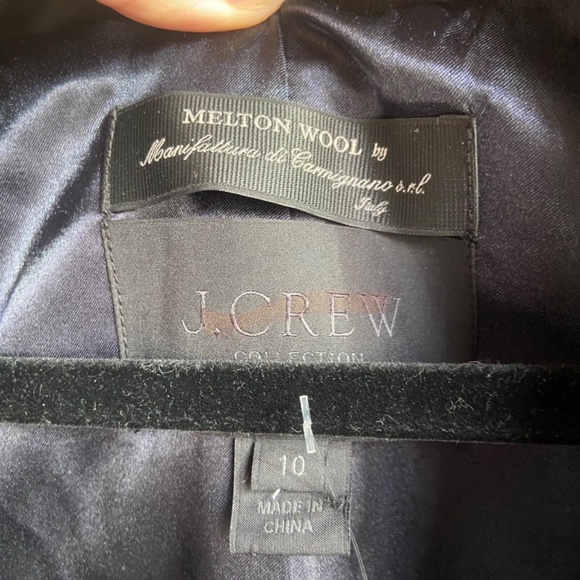 MELTON WOOL by
Manifattura di Carmignano s.r.l.
Italy
J.CREW
COLLECTION
10
MADE IN
CHINA